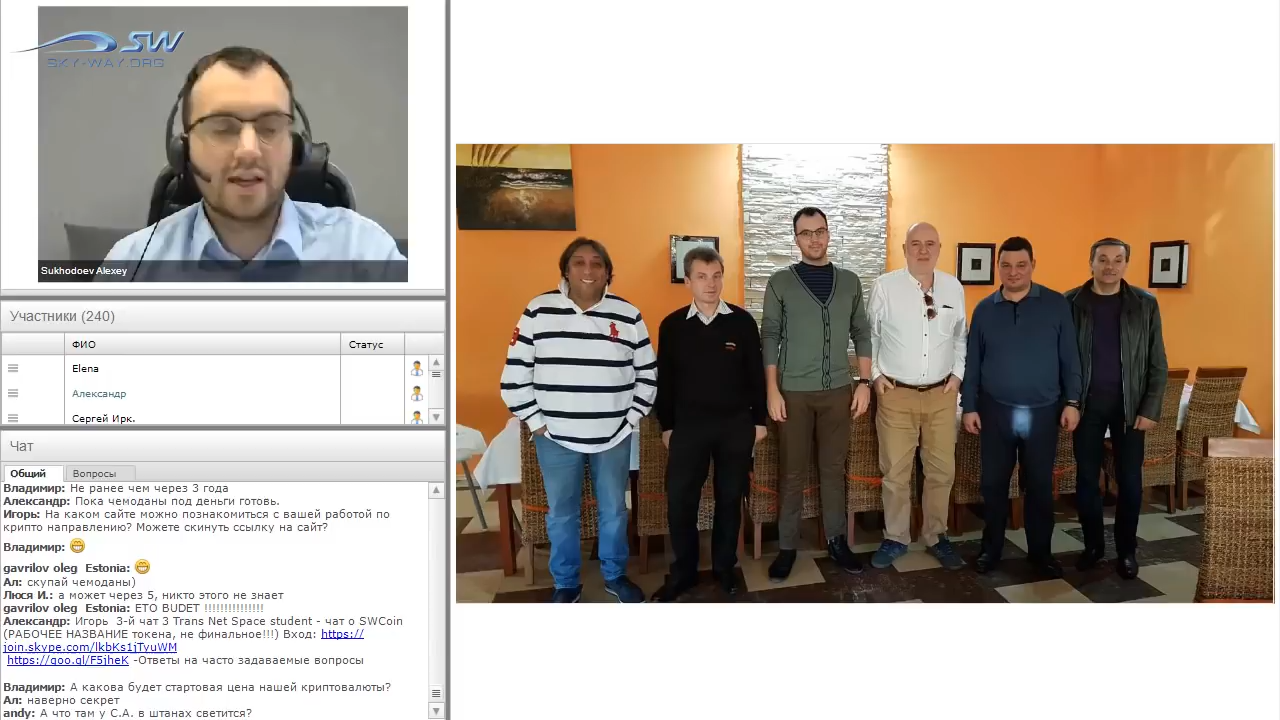 SW
SKY-WAY.ORG
Sukhodoev Alexey
Участники (240)
ФИО
Статус
Elena
Александр
Сергей Ирк.
Чат
Общий
Вопросы
Владимир: Не ранее чем через 3 года
Александр: Пока чемоданы под деньги готовь.
Игорь: На каком сайте можно познакомиться с вашей работой по
крипто направлению? Можете скинуть ссылку на сайт?
Владимир:
gavrilov oleg Estonia:
Ал: скупай чемоданы)
Люся И.: а может через 5, никто этого не знает
gavrilov oleg Estonia: ETO BUDET !!!!!!!!!!!!!!!
Александр: Игорь 3-й чат 3 Trans Net Space student - чат о SWCoin
(РАБОЧЕЕ НАЗВАНИЕ токена, не финальное!!!) Вход: https://
join.skype.com/lkbKs1jTvuWM
https://goo.gl/F5jheK -Ответы на часто задаваемые вопросы
Владимир: А какова будет стартовая цена нашей криптовалюты?
Ал: наверно секрет
andy: А что там у С.А. в штанах светится?